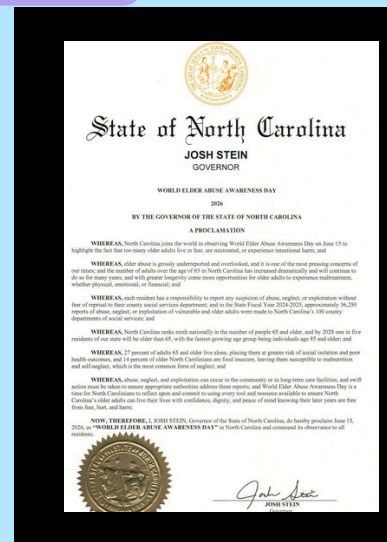 State of North Carolina
JOSH STEIN
GOVERNOR
WORLD ELDER ABUSE AWARENESS DAY
2026
BY THE GOVERNOR OF THE STATE OF NORTH CAROLINA
A PROCLAMATION
WHEREAS, North Carolina joins the world in observing World Elder Abuse Awareness Day on June 15 to
highlight the fact that too many older adults live in fear, are mistreated, or experience intentional harm; and
WHEREAS, elder abuse is grossly underreported and overlooked, and it is one of the most pressing concerns of
our times; and the number of adults over the age of 65 in North Carolina has increased dramatically and will continue to
do so for many years; and with greater longevity come more opportunities for older adults to experience maltreatment,
whether physical, emotional, or financial; and
WHEREAS, each resident has a responsibility to report any suspicion of abuse, neglect, or exploitation without
fear of reprisal to their county social services department; and in the State Fiscal Year 2024-2025, approximately 36,250
reports of abuse, neglect, or exploitation of vulnerable and older adults were made to North Carolina's 100 county
departments of social services; and
WHEREAS, North Carolina ranks ninth nationally in the number of people 65 and older, and by 2028 one in five
residents of our state will be older than 65, with the fastest-growing age group being individuals age 85 and older; and
WHEREAS, 27 percent of adults 65 and older live alone, placing them at greater risk of social isolation and poor
health outcomes, and 14 percent of older North Carolinians are food insecure, leaving them susceptible to malnutrition
and self-neglect, which is the most common form of neglect; and
WHEREAS, abuse, neglect, and exploitation can occur in the community or in long-term care facilities, and swift
action must be taken to ensure appropriate authorities address these reports; and World Elder Abuse Awareness Day is a
time for North Carolinians to reflect upon and commit to using every tool and resource available to ensure North
Carolina's older adults can live their lives with confidence, dignity, and peace of mind knowing their later years are free
from fear, hurt, and harm;
NOW, THEREFORE, I, JOSH STEIN, Governor of the State of North Carolina, do hereby proclaim June 15,
2026, as "WORLD ELDER ABUSE AWARENESS DAY" in North Carolina and commend its observance to all
residents.
Josh Stein
JOSH STEIN
Governor